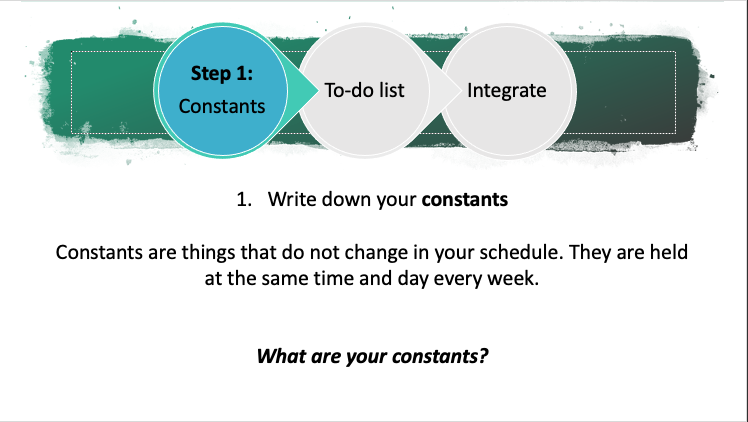 Step 1:
Constants
To-do list
Integrate
1. Write down your constants
Constants are things that do not change in your schedule. They are held
at the same time and day every week.
What are your constants?